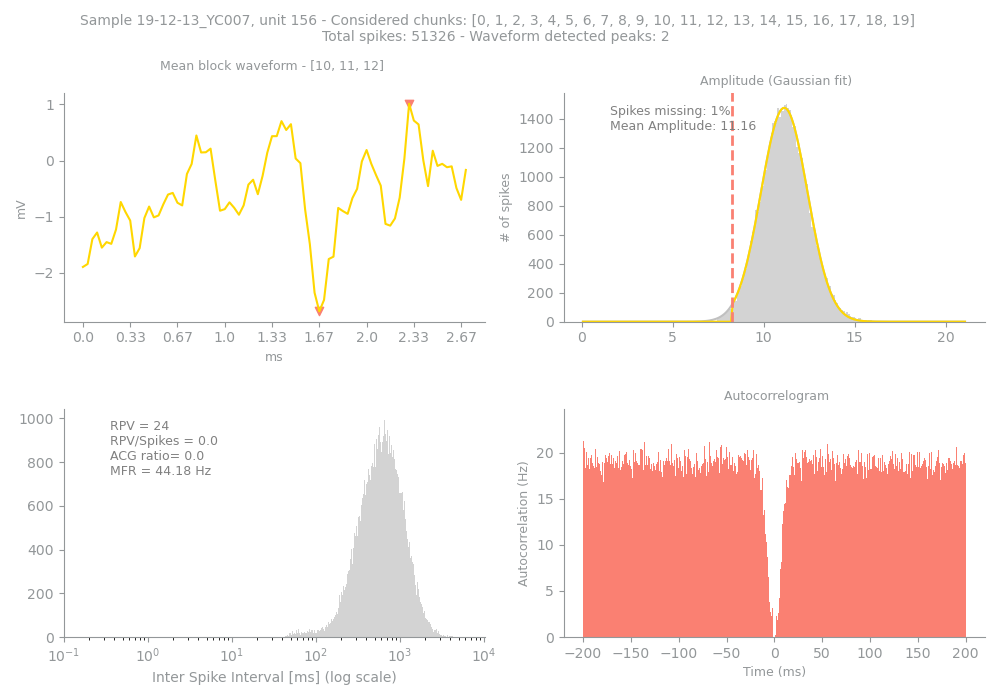 Sample 19-12-13_YC007, unit 156 - Considered chunks: [0, 1, 2, 3, 4, 5, 6, 7, 8, 9, 10, 11, 12, 13, 14, 15, 16, 17, 18, 19]
Total spikes: 51326 - Waveform detected peaks: 2
Mean block waveform - [10, 11, 12]
1
0
−1
−2
mV
0.0 0.33 0.67 1.0 1.33 1.67 2.0 2.33 2.67
ms
Amplitude (Gaussian fit)
Spikes missing: 1%
Mean Amplitude: 11.16
1400
1200
1000
800
600
400
200
0
# of spikes
0 5 10 15 20
RPV = 24
RPV/Spikes = 0.0
ACG ratio= 0.0
MFR = 44.18 Hz
1000
800
600
400
200
0
10⁻¹ 10⁰ 10¹ 10² 10³ 10⁴
Inter Spike Interval [ms] (log scale)
Autocorrelogram
20
15
10
5
0
Autocorrelation (Hz)
−200 −150 −100 −50 0 50 100 150 200
Time (ms)